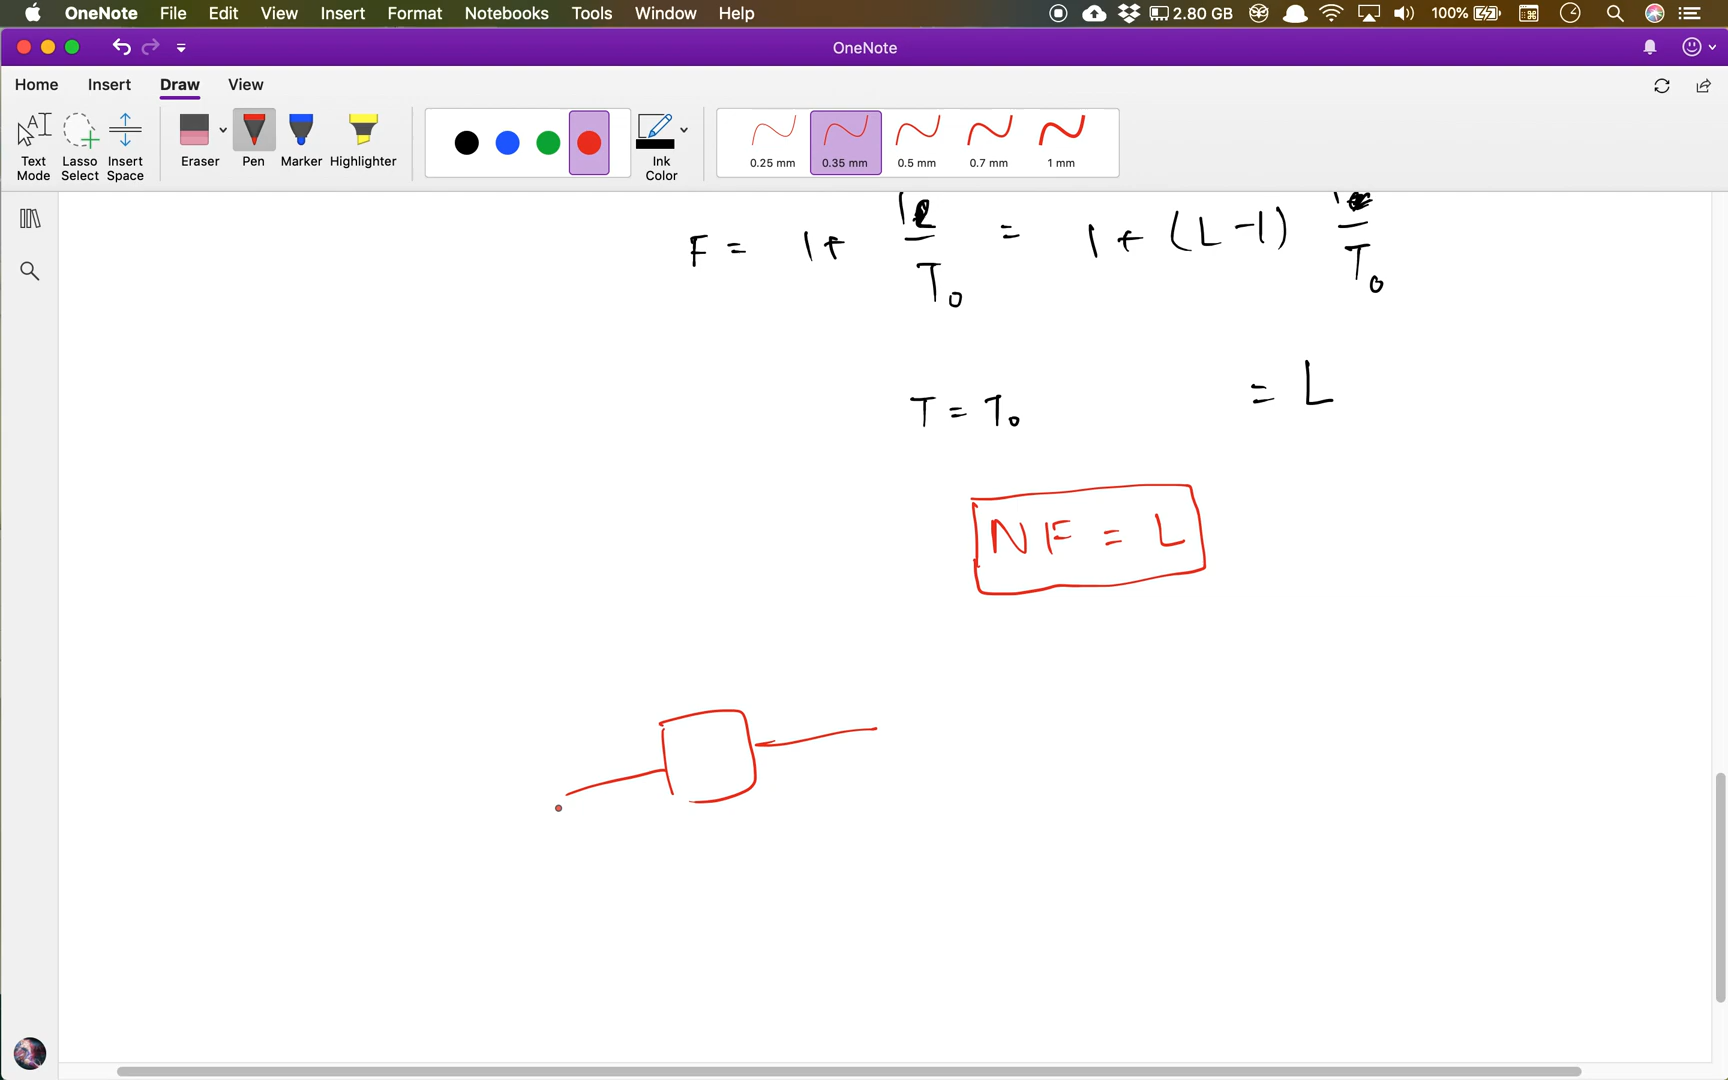 OneNote File Edit View Insert Format Notebooks Tools Window Help 2.80 GB 100%
OneNote
Home Insert Draw View
Text Mode Lasso Select Insert Space Eraser Pen Marker Highlighter Ink Color 0.25 mm 0.35 mm 0.5 mm 0.7 mm 1 mm
F = 1 + / T₀ = 1 + (L - 1) / T₀
T = T₀ = L
NF = L